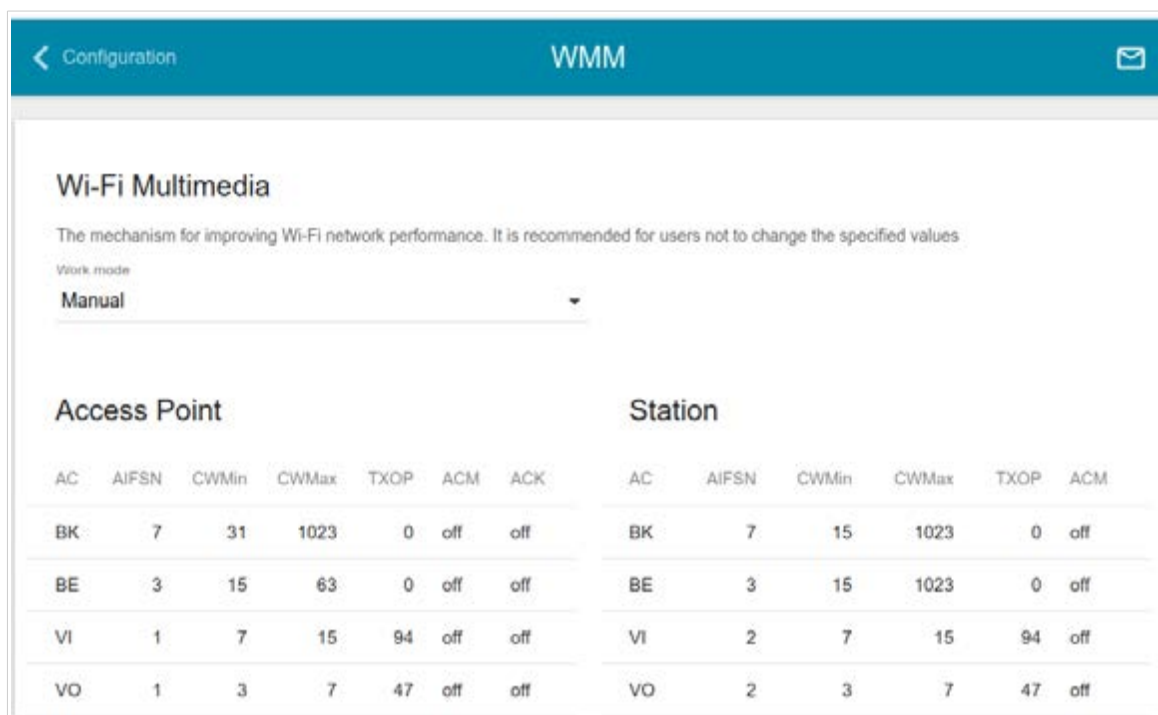 Configuration WMM
Wi-Fi Multimedia
The mechanism for improving Wi-Fi network performance. It is recommended for users not to change the specified values
Work mode
Manual
Access Point
AC AIFSN CWMin CWMax TXOP ACM ACK
BK 7 31 1023 0 off off
BE 3 15 63 0 off off
VI 1 7 15 94 off off
VO 1 3 7 47 off off
Station
AC AIFSN CWMin CWMax TXOP ACM
BK 7 15 1023 0 off
BE 3 15 1023 0 off
VI 2 7 15 94 off
VO 2 3 7 47 off